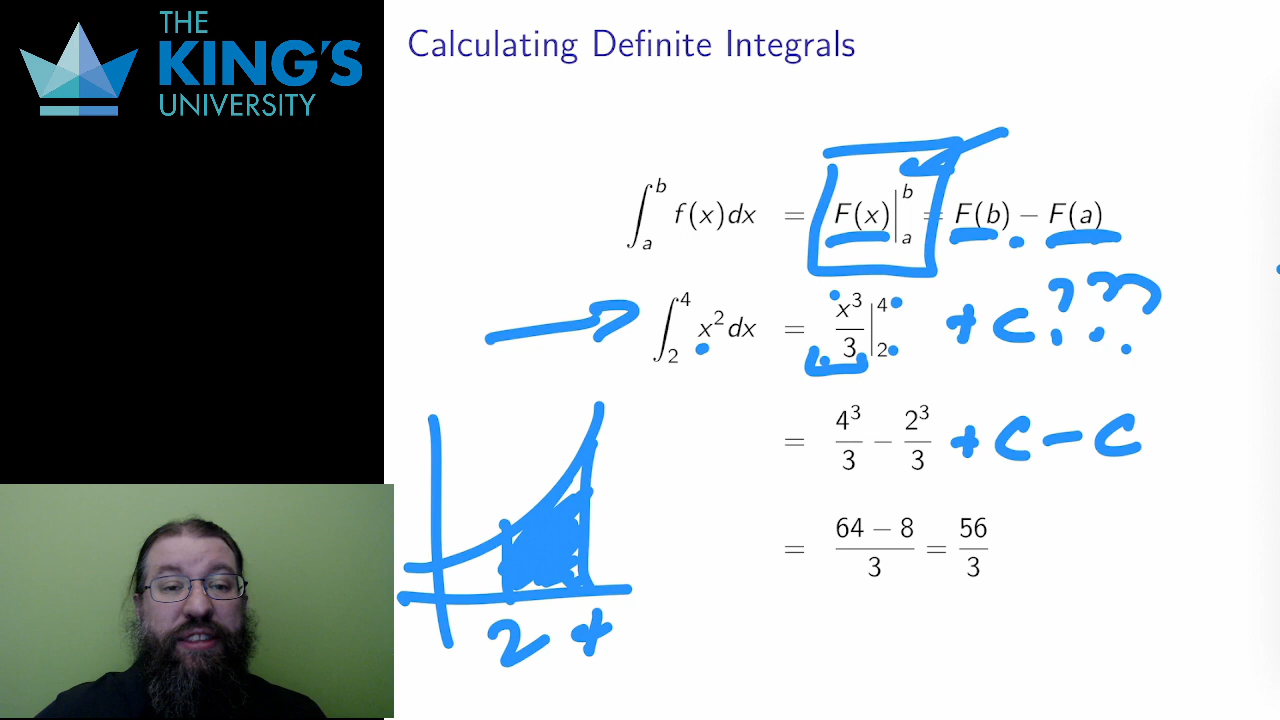 THE
KING'S
UNIVERSITY
Calculating Definite Integrals
∫_a^b f(x)dx = F(x)|_a^b = F(b) − F(a)
∫_2^4 x^2 dx = x^3/3 |_2^4 + C ???
= 4^3/3 − 2^3/3 + C − C
= (64 − 8)/3 = 56/3
2 4